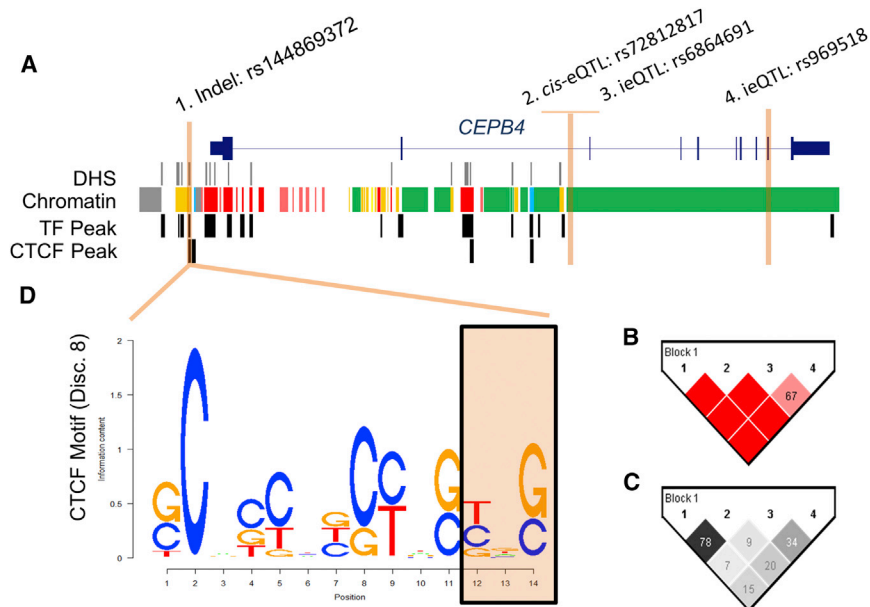 A
1. Indel: rs144869372
2. cis-eQTL: rs72812817
3. ieQTL: rs6864691
4. ieQTL: rs969518
CEPB4
DHS
Chromatin
TF Peak
CTCF Peak
D
CTCF Motif (Disc. 8)
Information content
2
1.5
1
0.5
0
G C T
C
C G T
C T G
G T C
C G
C T
G C
T C G
G C
1 2 3 4 5 6 7 8 9 10 11 12 13 14
Position
B
Block 1
1 2 3 4
67
C
Block 1
1 2 3 4
78 9 34
7 20
15